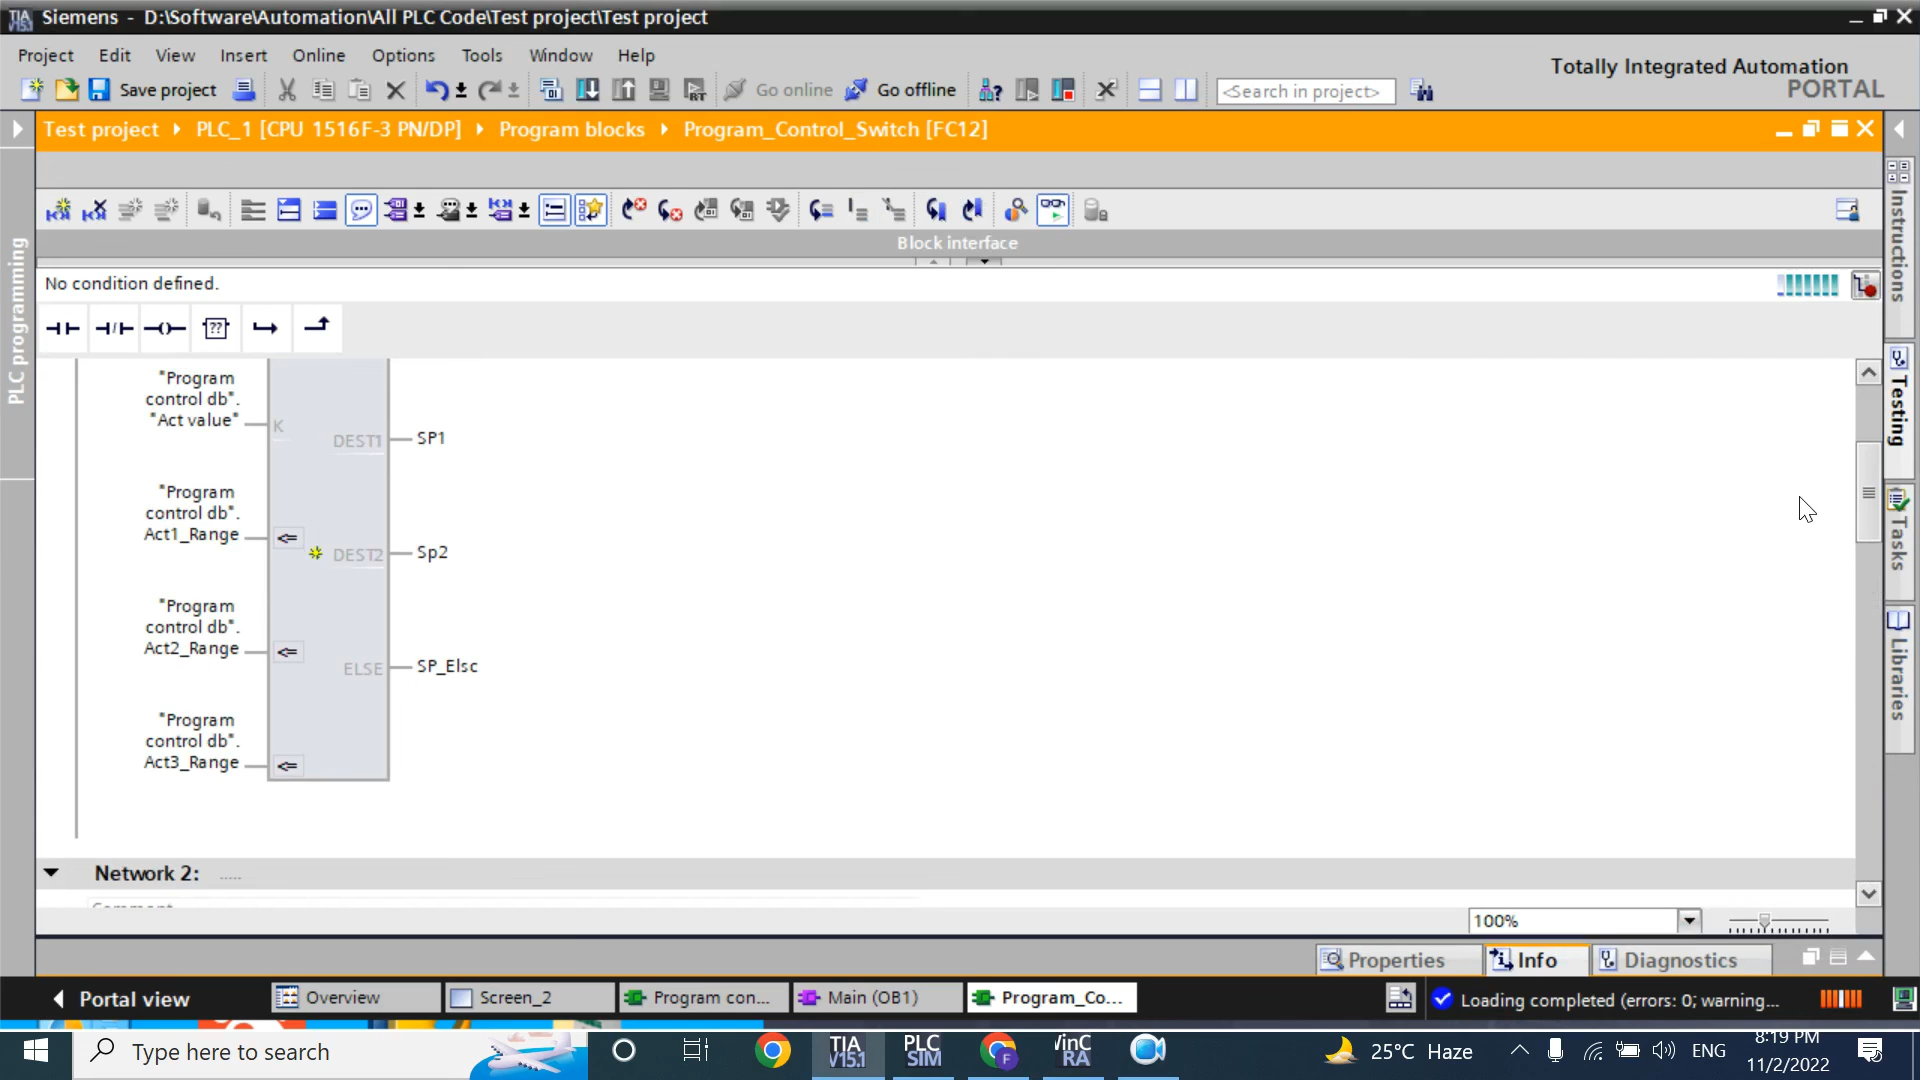 Siemens - D:\Software\Automation\All PLC Code\Test project\Test project
Project Edit View Insert Online Options Tools Window Help
Totally Integrated Automation
PORTAL
Save project
Go online
Go offline
<Search in project>
Test project PLC_1 [CPU 1516F-3 PN/DP] Program blocks Program_Control_Switch [FC12]
Block interface
No condition defined.
??
PLC programming
Instructions
Testing
Tasks
Libraries
"Program
control db".
"Act value"
K
DEST1
SP1
"Program
control db".
Act1_Range
<=
DEST2
Sp2
"Program
control db".
Act2_Range
<=
ELSE
SP_Elsc
"Program
control db".
Act3_Range
<=
Network 2: .....
100%
Properties Info Diagnostics
Portal view
Overview
Screen_2
Program con...
Main (OB1)
Program_Co...
Loading completed (errors: 0; warning...
Type here to search
TIA
V15.1
PLC
SIM
RA
25°C Haze
ENG
8:19 PM
11/2/2022